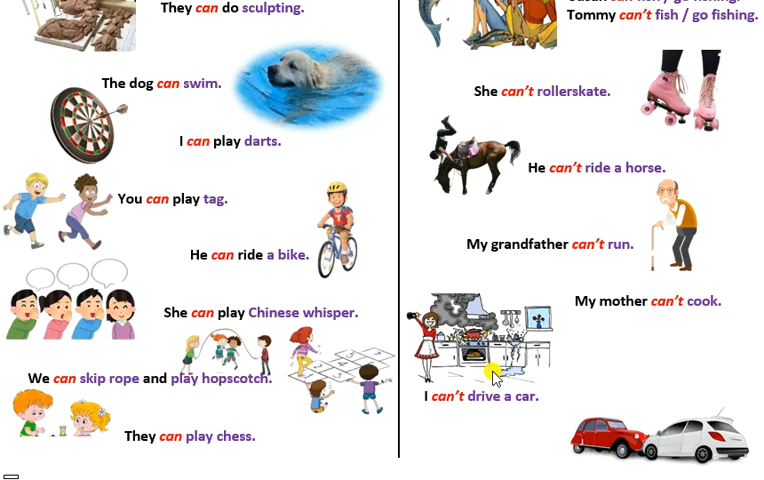 They can do sculpting.
The dog can swim.
I can play darts.
You can play tag.
He can ride a bike.
She can play Chinese whisper.
We can skip rope and play hopscotch.
They can play chess.
Tommy can't fish / go fishing.
She can't rollerskate.
He can't ride a horse.
My grandfather can't run.
My mother can't cook.
I can't drive a car.